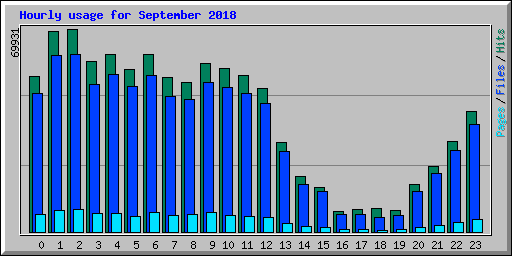 Hourly usage for September 2018
69931
Pages/Files/Hits
0 1 2 3 4 5 6 7 8 9 10 11 12 13 14 15 16 17 18 19 20 21 22 23